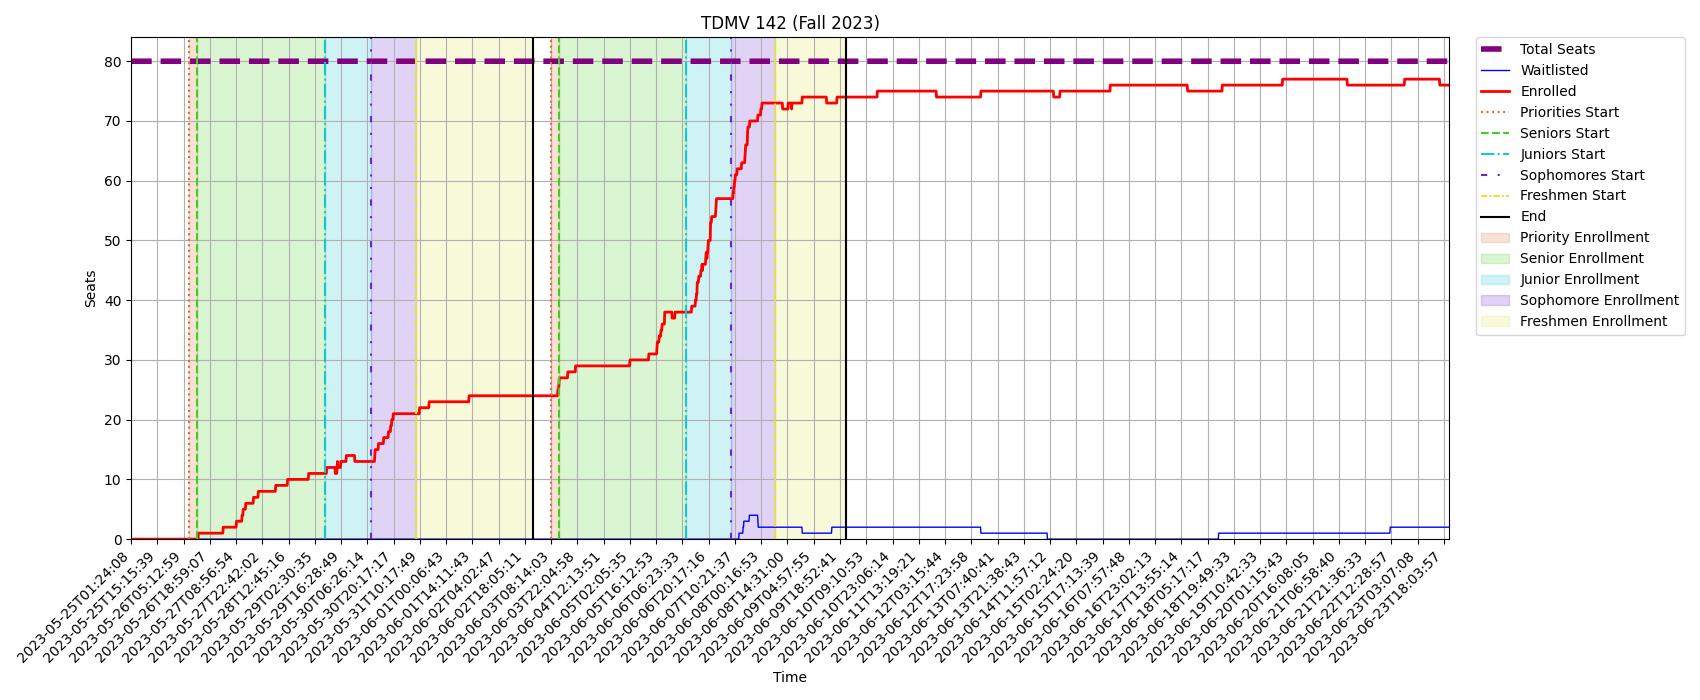 TDMV 142 (Fall 2023)
Total Seats
Waitlisted
Enrolled
Priorities Start
Seniors Start
Juniors Start
Sophomores Start
Freshmen Start
End
Priority Enrollment
Senior Enrollment
Junior Enrollment
Sophomore Enrollment
Freshmen Enrollment
Seats
80
70
60
50
40
30
20
10
0
2023-05-25T01:24:08
2023-05-25T15:15:39
2023-05-26T05:12:59
2023-05-26T18:59:07
2023-05-27T08:56:54
2023-05-27T22:42:02
2023-05-28T12:45:16
2023-05-29T02:30:35
2023-05-29T16:28:49
2023-05-30T06:26:14
2023-05-30T20:17:17
2023-05-31T10:17:49
2023-06-01T00:06:43
2023-06-01T14:11:43
2023-06-02T04:02:47
2023-06-02T18:05:11
2023-06-03T08:14:03
2023-06-03T22:04:58
2023-06-04T12:13:51
2023-06-05T02:05:35
2023-06-05T16:12:53
2023-06-06T06:23:33
2023-06-06T20:17:16
2023-06-07T10:21:37
2023-06-08T00:16:53
2023-06-08T14:31:00
2023-06-09T04:57:55
2023-06-09T18:52:41
2023-06-10T09:10:53
2023-06-10T23:06:14
2023-06-11T13:19:21
2023-06-12T03:15:44
2023-06-12T17:23:58
2023-06-13T07:40:41
2023-06-13T21:38:43
2023-06-14T11:57:12
2023-06-15T02:24:20
2023-06-15T17:13:39
2023-06-16T07:57:48
2023-06-16T23:02:13
2023-06-17T13:55:14
2023-06-18T05:17:17
2023-06-18T19:49:33
2023-06-19T10:42:33
2023-06-20T01:15:43
2023-06-20T16:08:05
2023-06-21T06:58:40
2023-06-21T21:36:33
2023-06-22T12:28:57
2023-06-23T03:07:08
2023-06-23T18:03:57
Time